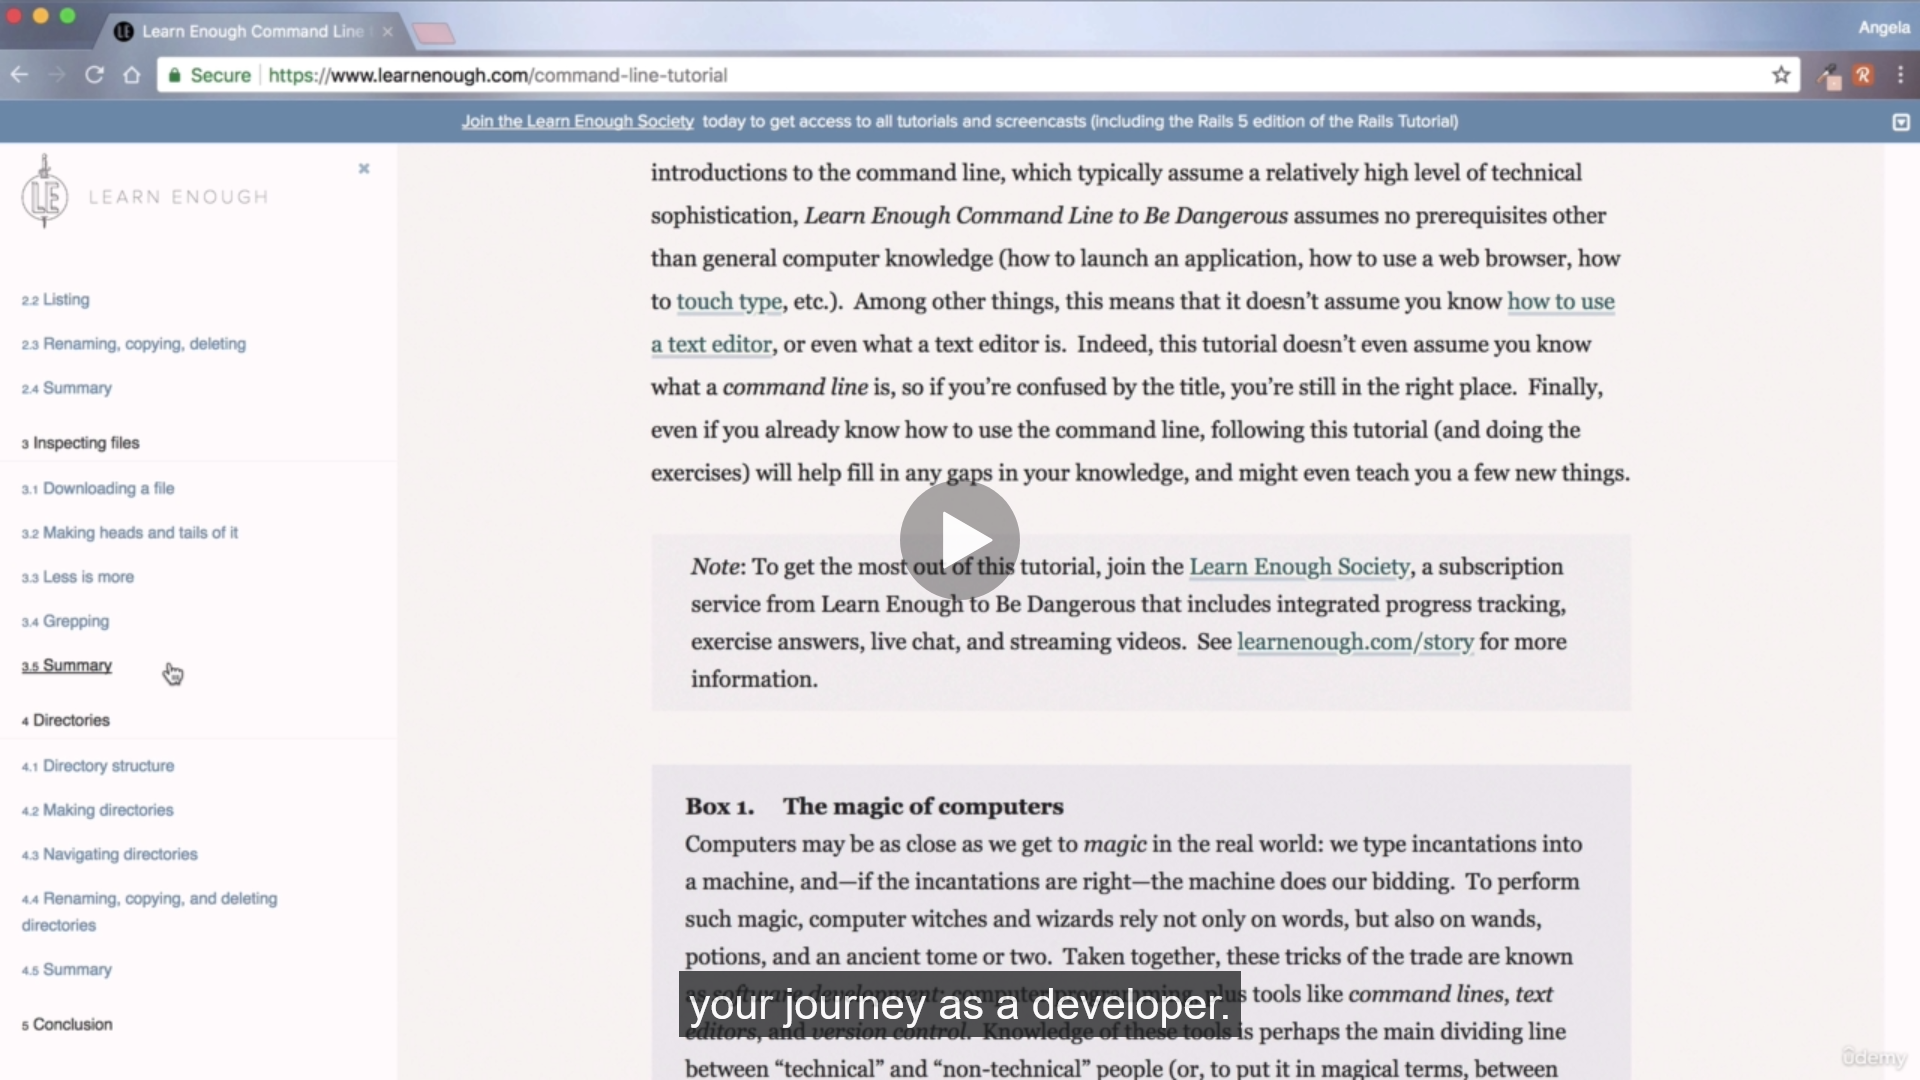 Learn Enough Command Line
Angela
Secure
https://www.learnenough.com/command-line-tutorial
Join the Learn Enough Society today to get access to all tutorials and screencasts (including the Rails 5 edition of the Rails Tutorial)
LE
LEARN ENOUGH
2.2 Listing
2.3 Renaming, copying, deleting
2.4 Summary
3 Inspecting files
3.1 Downloading a file
3.2 Making heads and tails of it
3.3 Less is more
3.4 Grepping
3.5 Summary
4 Directories
4.1 Directory structure
4.2 Making directories
4.3 Navigating directories
4.4 Renaming, copying, and deleting
directories
4.5 Summary
5 Conclusion
introductions to the command line, which typically assume a relatively high level of technical
sophistication, Learn Enough Command Line to Be Dangerous assumes no prerequisites other
than general computer knowledge (how to launch an application, how to use a web browser, how
to touch type, etc.). Among other things, this means that it doesn’t assume you know how to use
a text editor, or even what a text editor is. Indeed, this tutorial doesn’t even assume you know
what a command line is, so if you’re confused by the title, you’re still in the right place. Finally,
even if you already know how to use the command line, following this tutorial (and doing the
exercises) will help fill in any gaps in your knowledge, and might even teach you a few new things.
Note: To get the most out of this tutorial, join the Learn Enough Society, a subscription
service from Learn Enough to Be Dangerous that includes integrated progress tracking,
exercise answers, live chat, and streaming videos. See learnenough.com/story for more
information.
Box 1. The magic of computers
Computers may be as close as we get to magic in the real world: we type incantations into
a machine, and—if the incantations are right—the machine does our bidding. To perform
such magic, computer witches and wizards rely not only on words, but also on wands,
potions, and an ancient tome or two. Taken together, these tricks of the trade are known
as software development: computer programming, plus tools like command lines, text
editors, and version control. Knowledge of these tools is perhaps the main dividing line
between “technical” and “non-technical” people (or, to put it in magical terms, between
your journey as a developer.
ûdemy